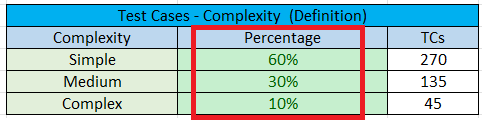 Test Cases - Complexity  (Definition)
Complexity Percentage TCs
Simple 60% 270
Medium 30% 135
Complex 10% 45